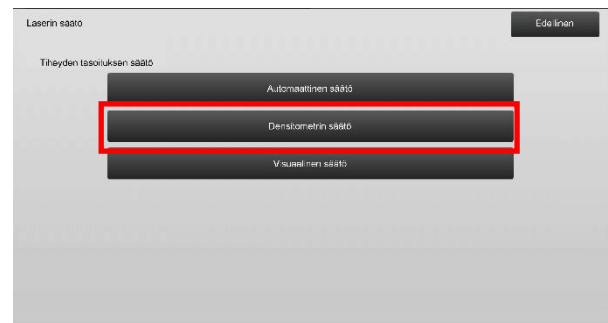 Laserin säätö
Edellinen
Tiheyden tasoituksen säätö
Automaattinen säätö
Densitometrin säätö
Visuaalinen säätö